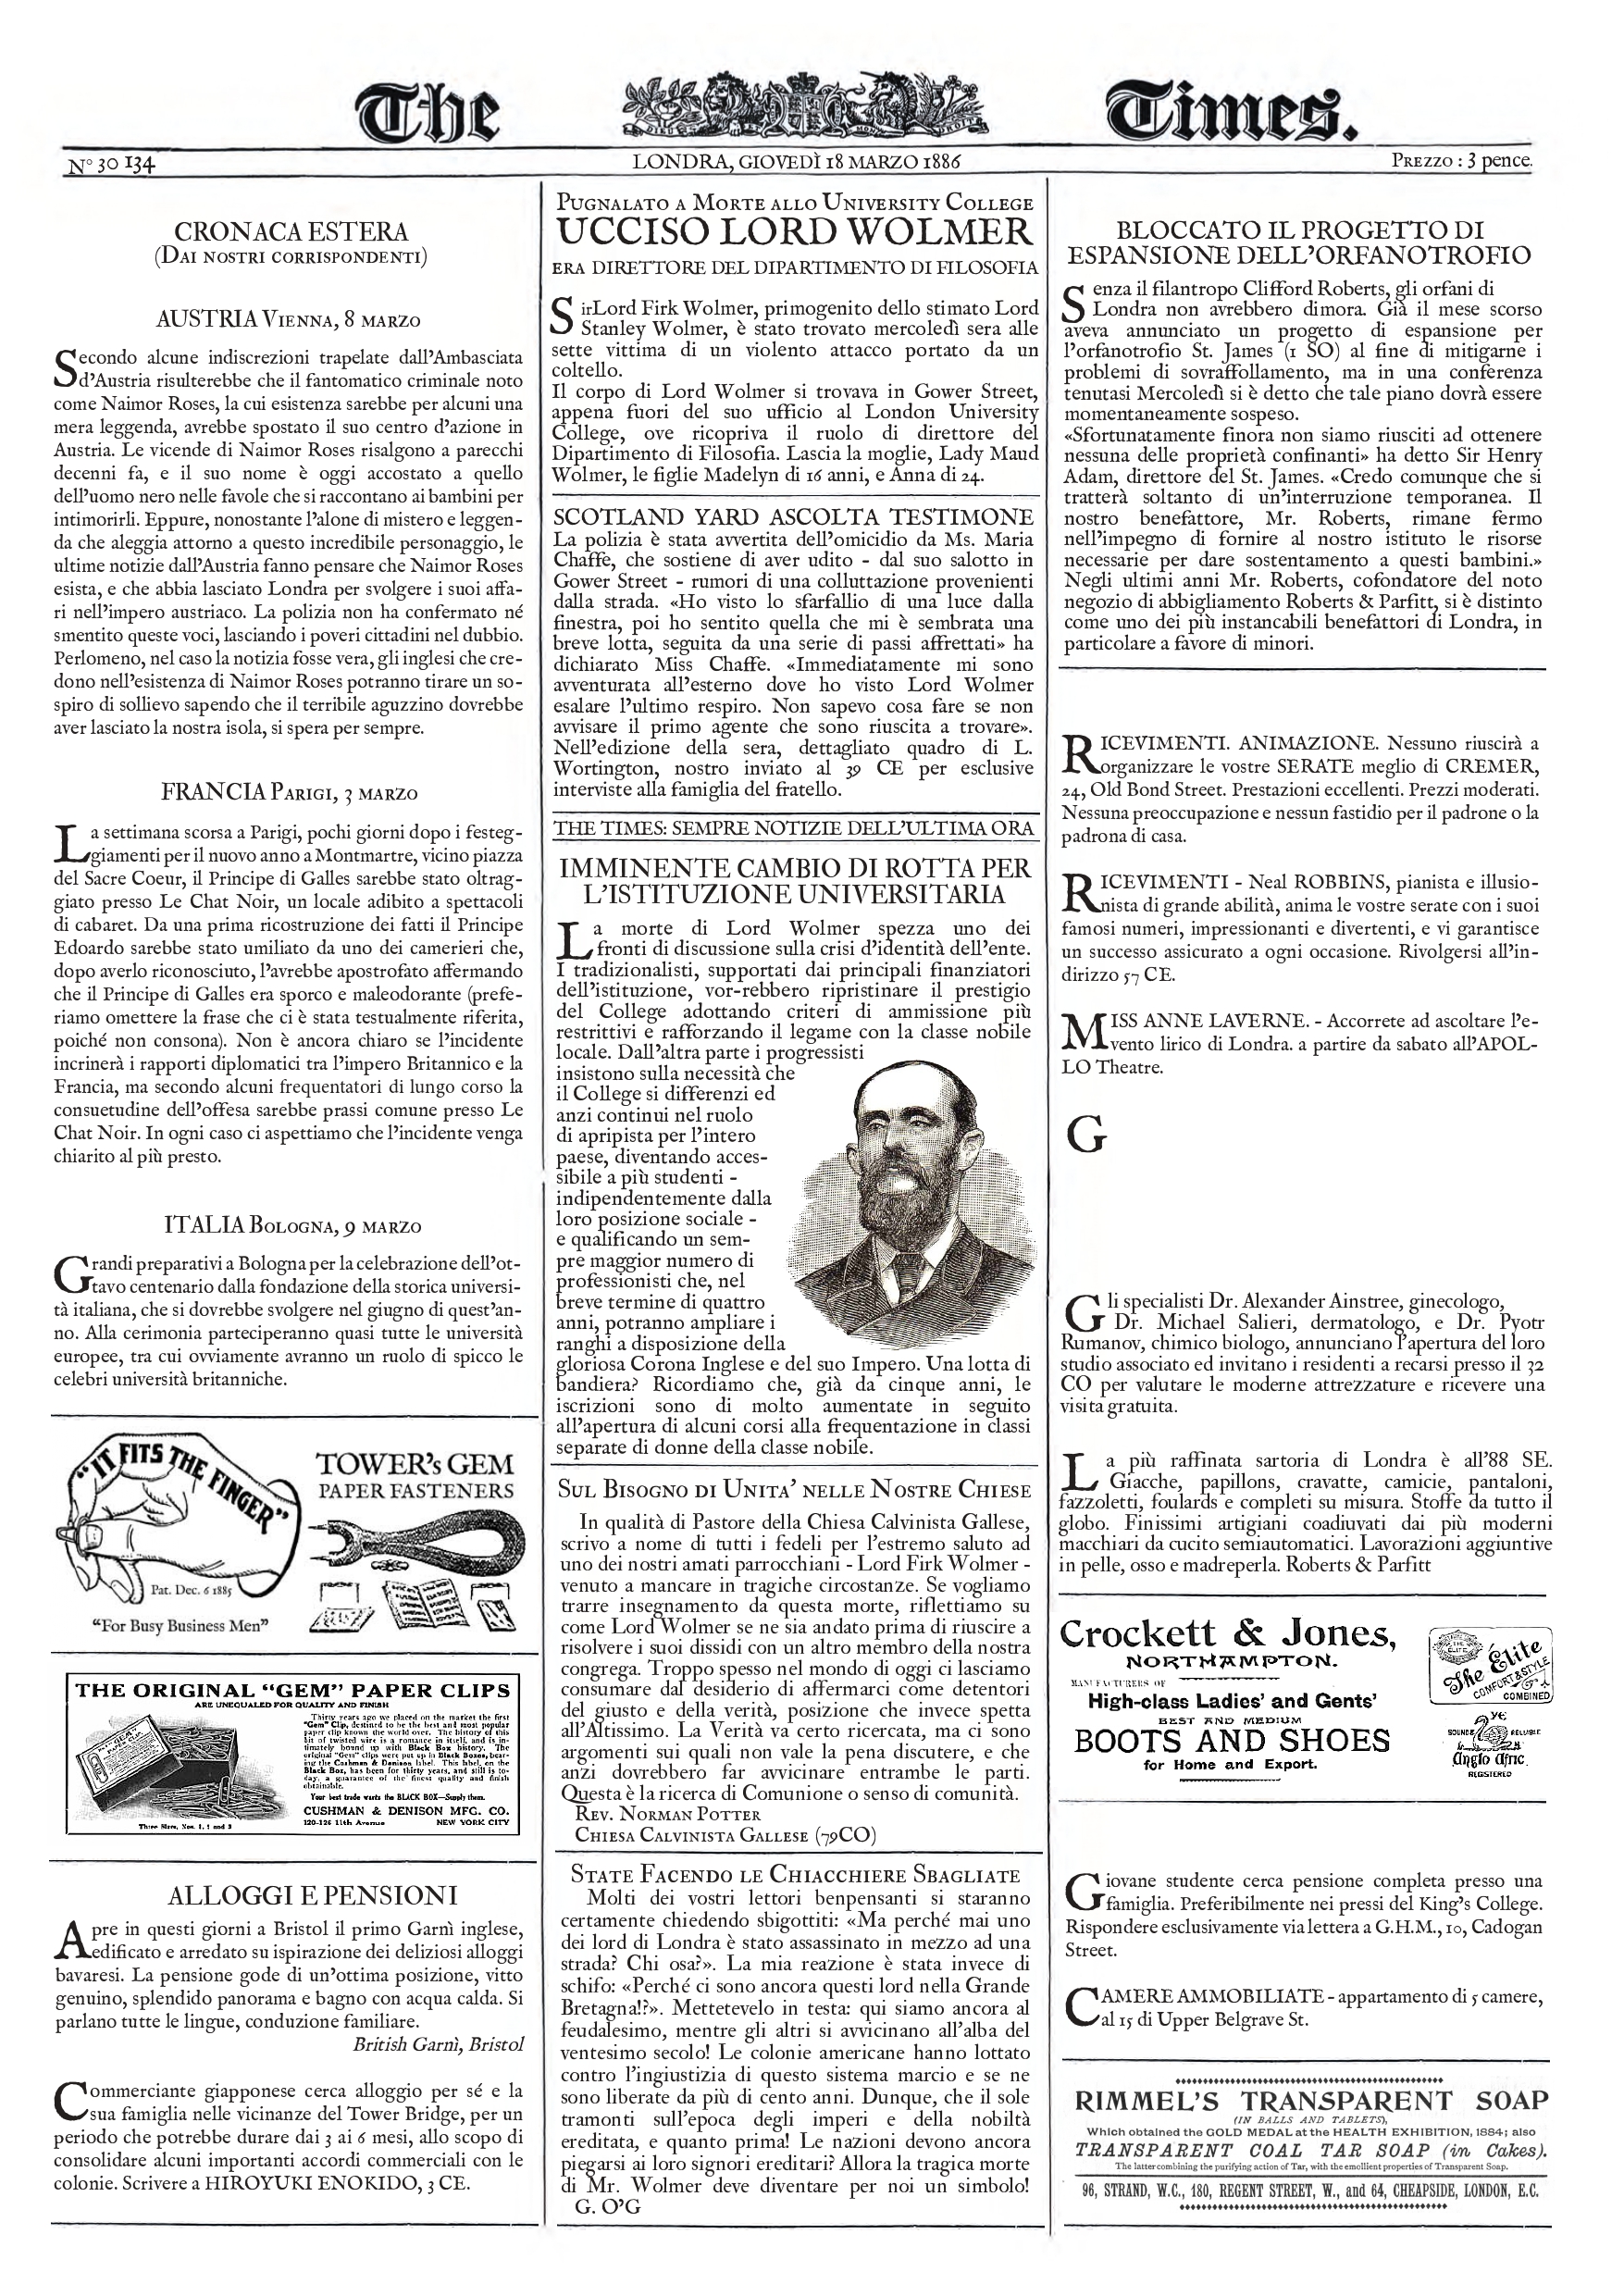 The Times.
N° 30 134
LONDRA, GIOVEDÌ 18 MARZO 1886
PREZZO : 3 pence.
CRONACA ESTERA
(DAI NOSTRI CORRISPONDENTI)
AUSTRIA VIENNA, 8 MARZO
Secondo alcune indiscrezioni trapelate dall'Ambasciata
d'Austria risulterebbe che il fantomatico criminale noto
come Naimor Roses, la cui esistenza sarebbe per alcuni una
mera leggenda, avrebbe spostato il suo centro d'azione in
Austria. Le vicende di Naimor Roses risalgono a parecchi
decenni fa, e il suo nome è oggi accostato a quello
dell'uomo nero nelle favole che si raccontano ai bambini per
intimorirli. Eppure, nonostante l'alone di mistero e leggen-
da che aleggia attorno a questo incredibile personaggio, le
ultime notizie dall'Austria fanno pensare che Naimor Roses
esista, e che abbia lasciato Londra per svolgere i suoi affa-
ri nell'impero austriaco. La polizia non ha confermato né
smentito queste voci, lasciando i poveri cittadini nel dubbio.
Perlomeno, nel caso la notizia fosse vera, gli inglesi che cre-
dono nell'esistenza di Naimor Roses potranno tirare un so-
spiro di sollievo sapendo che il terribile aguzzino dovrebbe
aver lasciato la nostra isola, si spera per sempre.
FRANCIA PARIGI, 3 MARZO
La settimana scorsa a Parigi, pochi giorni dopo i festeg-
giamenti per il nuovo anno a Montmartre, vicino piazza
del Sacre Coeur, il Principe di Galles sarebbe stato oltrag-
giato presso Le Chat Noir, un locale adibito a spettacoli
di cabaret. Da una prima ricostruzione dei fatti il Principe
Edoardo sarebbe stato umiliato da uno dei camerieri che,
dopo averlo riconosciuto, l'avrebbe apostrofato affermando
che il Principe di Galles era sporco e maleodorante (prefe-
riamo omettere la frase che ci è stata testualmente riferita,
poiché non consona). Non è ancora chiaro se l'incidente
incrinerà i rapporti diplomatici tra l'impero Britannico e la
Francia, ma secondo alcuni frequentatori di lungo corso la
consuetudine dell'offesa sarebbe prassi comune presso Le
Chat Noir. In ogni caso ci aspettiamo che l'incidente venga
chiarito al più presto.
ITALIA BOLOGNA, 9 MARZO
Grandi preparativi a Bologna per la celebrazione dell'ot-
tavo centenario dalla fondazione della storica universi-
tà italiana, che si dovrebbe svolgere nel giugno di quest'an-
no. Alla cerimonia parteciperanno quasi tutte le università
europee, tra cui ovviamente avranno un ruolo di spicco le
celebri università britanniche.
"IT FITS THE FINGER"
Pat. Dec. 6 1885
"For Busy Business Men"
TOWER's GEM
PAPER FASTENERS
THE ORIGINAL "GEM" PAPER CLIPS
ARE UNEQUALED FOR QUALITY AND FINISH
Thirty years ago we placed on the market the first
"Gem" Clip, destined to be the best and most popular
paper clip known the world over. The history of this
bit of twisted wire is a romance in itself, and is in-
timately bound up with Black Box history. The
original "Gem" clips were put up in Black Boxes, bear-
ing the Cushman & Denison label. This label, on the
Black Box, has been for thirty years, and still is to-
day, a guarantee of the finest quality and finish
obtainable.
Your best trade wants the BLACK BOX—Supply them.
CUSHMAN & DENISON MFG. CO.
120-126 11th Avenue NEW YORK CITY
Three Sizes, Nos. 1, 2 and 3
ALLOGGI E PENSIONI
Apre in questi giorni a Bristol il primo Garnì inglese,
edificato e arredato su ispirazione dei deliziosi alloggi
bavaresi. La pensione gode di un'ottima posizione, vitto
genuino, splendido panorama e bagno con acqua calda. Si
parlano tutte le lingue, conduzione familiare.
British Garnì, Bristol
Commerciante giapponese cerca alloggio per sé e la
sua famiglia nelle vicinanze del Tower Bridge, per un
periodo che potrebbe durare dai 3 ai 6 mesi, allo scopo di
consolidare alcuni importanti accordi commerciali con le
colonie. Scrivere a HIROYUKI ENOKIDO, 3 CE.
PUGNALATO A MORTE ALLO UNIVERSITY COLLEGE
UCCISO LORD WOLMER
ERA DIRETTORE DEL DIPARTIMENTO DI FILOSOFIA
SirLord Firk Wolmer, primogenito dello stimato Lord
Stanley Wolmer, è stato trovato mercoledì sera alle
sette vittima di un violento attacco portato da un
coltello.
Il corpo di Lord Wolmer si trovava in Gower Street,
appena fuori del suo ufficio al London University
College, ove ricopriva il ruolo di direttore del
Dipartimento di Filosofia. Lascia la moglie, Lady Maud
Wolmer, le figlie Madelyn di 16 anni, e Anna di 24.
SCOTLAND YARD ASCOLTA TESTIMONE
La polizia è stata avvertita dell'omicidio da Ms. Maria
Chaffe, che sostiene di aver udito - dal suo salotto in
Gower Street - rumori di una colluttazione provenienti
dalla strada. «Ho visto lo sfarfallio di una luce dalla
finestra, poi ho sentito quella che mi è sembrata una
breve lotta, seguita da una serie di passi affrettati» ha
dichiarato Miss Chaffe. «Immediatamente mi sono
avventurata all'esterno dove ho visto Lord Wolmer
esalare l'ultimo respiro. Non sapevo cosa fare se non
avvisare il primo agente che sono riuscita a trovare».
Nell'edizione della sera, dettagliato quadro di L.
Wortington, nostro inviato al 39 CE per esclusive
interviste alla famiglia del fratello.
THE TIMES: SEMPRE NOTIZIE DELL'ULTIMA ORA
IMMINENTE CAMBIO DI ROTTA PER
L'ISTITUZIONE UNIVERSITARIA
La morte di Lord Wolmer spezza uno dei
fronti di discussione sulla crisi d'identità dell'ente.
I tradizionalisti, supportati dai principali finanziatori
dell'istituzione, vor-rebbero ripristinare il prestigio
del College adottando criteri di ammissione più
restrittivi e rafforzando il legame con la classe nobile
locale. Dall'altra parte i progressisti
insistono sulla necessità che
il College si differenzi ed
anzi continui nel ruolo
di apripista per l'intero
paese, diventando acces-
sibile a più studenti -
indipendentemente dalla
loro posizione sociale -
e qualificando un sem-
pre maggior numero di
professionisti che, nel
breve termine di quattro
anni, potranno ampliare i
ranghi a disposizione della
gloriosa Corona Inglese e del suo Impero. Una lotta di
bandiera? Ricordiamo che, già da cinque anni, le
iscrizioni sono di molto aumentate in seguito
all'apertura di alcuni corsi alla frequentazione in classi
separate di donne della classe nobile.
SUL BISOGNO DI UNITA' NELLE NOSTRE CHIESE
In qualità di Pastore della Chiesa Calvinista Gallese,
scrivo a nome di tutti i fedeli per l'estremo saluto ad
uno dei nostri amati parrocchiani - Lord Firk Wolmer -
venuto a mancare in tragiche circostanze. Se vogliamo
trarre insegnamento da questa morte, riflettiamo su
come Lord Wolmer se ne sia andato prima di riuscire a
risolvere i suoi dissidi con un altro membro della nostra
congrega. Troppo spesso nel mondo di oggi ci lasciamo
consumare dal desiderio di affermarci come detentori
del giusto e della verità, posizione che invece spetta
all'Altissimo. La Verità va certo ricercata, ma ci sono
argomenti sui quali non vale la pena discutere, e che
anzi dovrebbero far avvicinare entrambe le parti.
Questa è la ricerca di Comunione o senso di comunità.
REV. NORMAN POTTER
CHIESA CALVINISTA GALLESE (79CO)
STATE FACENDO LE CHIACCHIERE SBAGLIATE
Molti dei vostri lettori benpensanti si staranno
certamente chiedendo sbigottiti: «Ma perché mai uno
dei lord di Londra è stato assassinato in mezzo ad una
strada? Chi osa?». La mia reazione è stata invece di
schifo: «Perché ci sono ancora questi lord nella Grande
Bretagna!?». Mettetevelo in testa: qui siamo ancora al
feudalesimo, mentre gli altri si avvicinano all'alba del
ventesimo secolo! Le colonie americane hanno lottato
contro l'ingiustizia di questo sistema marcio e se ne
sono liberate da più di cento anni. Dunque, che il sole
tramonti sull'epoca degli imperi e della nobiltà
ereditata, e quanto prima! Le nazioni devono ancora
piegarsi ai loro signori ereditari? Allora la tragica morte
di Mr. Wolmer deve diventare per noi un simbolo!
G. O'G
BLOCCATO IL PROGETTO DI
ESPANSIONE DELL'ORFANOTROFIO
Senza il filantropo Clifford Roberts, gli orfani di
Londra non avrebbero dimora. Già il mese scorso
aveva annunciato un progetto di espansione per
l'orfanotrofio St. James (1 SO) al fine di mitigarne i
problemi di sovraffollamento, ma in una conferenza
tenutasi Mercoledì si è detto che tale piano dovrà essere
momentaneamente sospeso.
«Sfortunatamente finora non siamo riusciti ad ottenere
nessuna delle proprietà confinanti» ha detto Sir Henry
Adam, direttore del St. James. «Credo comunque che si
tratterà soltanto di un'interruzione temporanea. Il
nostro benefattore, Mr. Roberts, rimane fermo
nell'impegno di fornire al nostro istituto le risorse
necessarie per dare sostentamento a questi bambini.»
Negli ultimi anni Mr. Roberts, cofondatore del noto
negozio di abbigliamento Roberts & Parfitt, si è distinto
come uno dei più instancabili benefattori di Londra, in
particolare a favore di minori.
RICEVIMENTI. ANIMAZIONE. Nessuno riuscirà a
organizzare le vostre SERATE meglio di CREMER,
24, Old Bond Street. Prestazioni eccellenti. Prezzi moderati.
Nessuna preoccupazione e nessun fastidio per il padrone o la
padrona di casa.
RICEVIMENTI - Neal ROBBINS, pianista e illusio-
nista di grande abilità, anima le vostre serate con i suoi
famosi numeri, impressionanti e divertenti, e vi garantisce
un successo assicurato a ogni occasione. Rivolgersi all'in-
dirizzo 57 CE.
MISS ANNE LAVERNE. - Accorrete ad ascoltare l'e-
vento lirico di Londra. a partire da sabato all'APOL-
LO Theatre.
G
Gli specialisti Dr. Alexander Ainstree, ginecologo,
Dr. Michael Salieri, dermatologo, e Dr. Pyotr
Rumanov, chimico biologo, annunciano l'apertura del loro
studio associato ed invitano i residenti a recarsi presso il 32
CO per valutare le moderne attrezzature e ricevere una
visita gratuita.
La più raffinata sartoria di Londra è all'88 SE.
Giacche, papillons, cravatte, camicie, pantaloni,
fazzoletti, foulards e completi su misura. Stoffe da tutto il
globo. Finissimi artigiani coadiuvati dai più moderni
macchiari da cucito semiautomatici. Lavorazioni aggiuntive
in pelle, osso e madreperla. Roberts & Parfitt
Crockett & Jones,
NORTHAMPTON.
MANUFACTURERS OF
High-class Ladies' and Gents'
BEST AND MEDIUM
BOOTS AND SHOES
for Home and Export.
The Elite
COMFORT & STYLE
COMBINED
YE
SOUND RELIABLE
Anglo Afric
REGISTERED
Giovane studente cerca pensione completa presso una
famiglia. Preferibilmente nei pressi del King's College.
Rispondere esclusivamente via lettera a G.H.M., 10, Cadogan
Street.
CAMERE AMMOBILIATE - appartamento di 5 camere,
al 15 di Upper Belgrave St.
RIMMEL'S TRANSPARENT SOAP
(IN BALLS AND TABLETS),
Which obtained the GOLD MEDAL at the HEALTH EXHIBITION, 1884; also
TRANSPARENT COAL TAR SOAP (in Cakes).
The latter combining the purifying action of Tar, with the emollient properties of Transparent Soap.
96, STRAND, W.C., 180, REGENT STREET, W., and 64, CHEAPSIDE, LONDON, E.C.